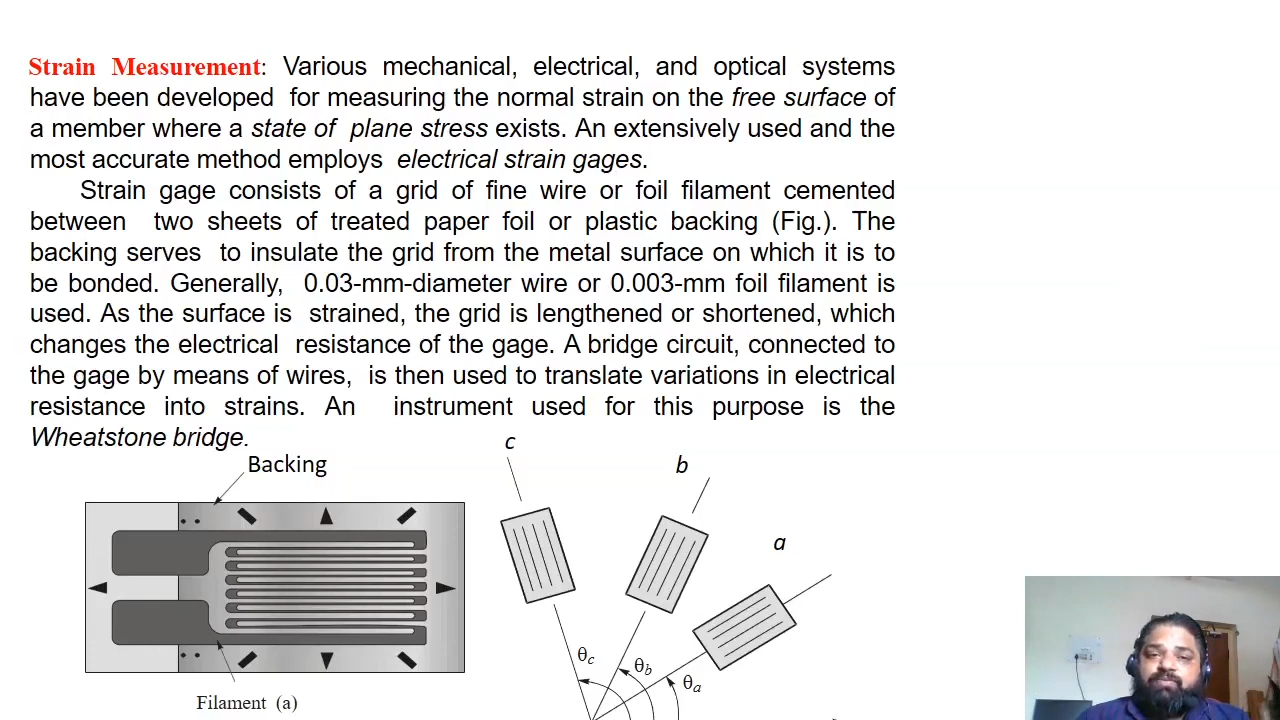 Strain Measurement: Various mechanical, electrical, and optical systems
have been developed for measuring the normal strain on the free surface of
a member where a state of plane stress exists. An extensively used and the
most accurate method employs electrical strain gages.
Strain gage consists of a grid of fine wire or foil filament cemented
between two sheets of treated paper foil or plastic backing (Fig.). The
backing serves to insulate the grid from the metal surface on which it is to
be bonded. Generally, 0.03-mm-diameter wire or 0.003-mm foil filament is
used. As the surface is strained, the grid is lengthened or shortened, which
changes the electrical resistance of the gage. A bridge circuit, connected to
the gage by means of wires, is then used to translate variations in electrical
resistance into strains. An instrument used for this purpose is the
Wheatstone bridge.
Backing
Filament (a)
c
b
a
θc
θb
θa